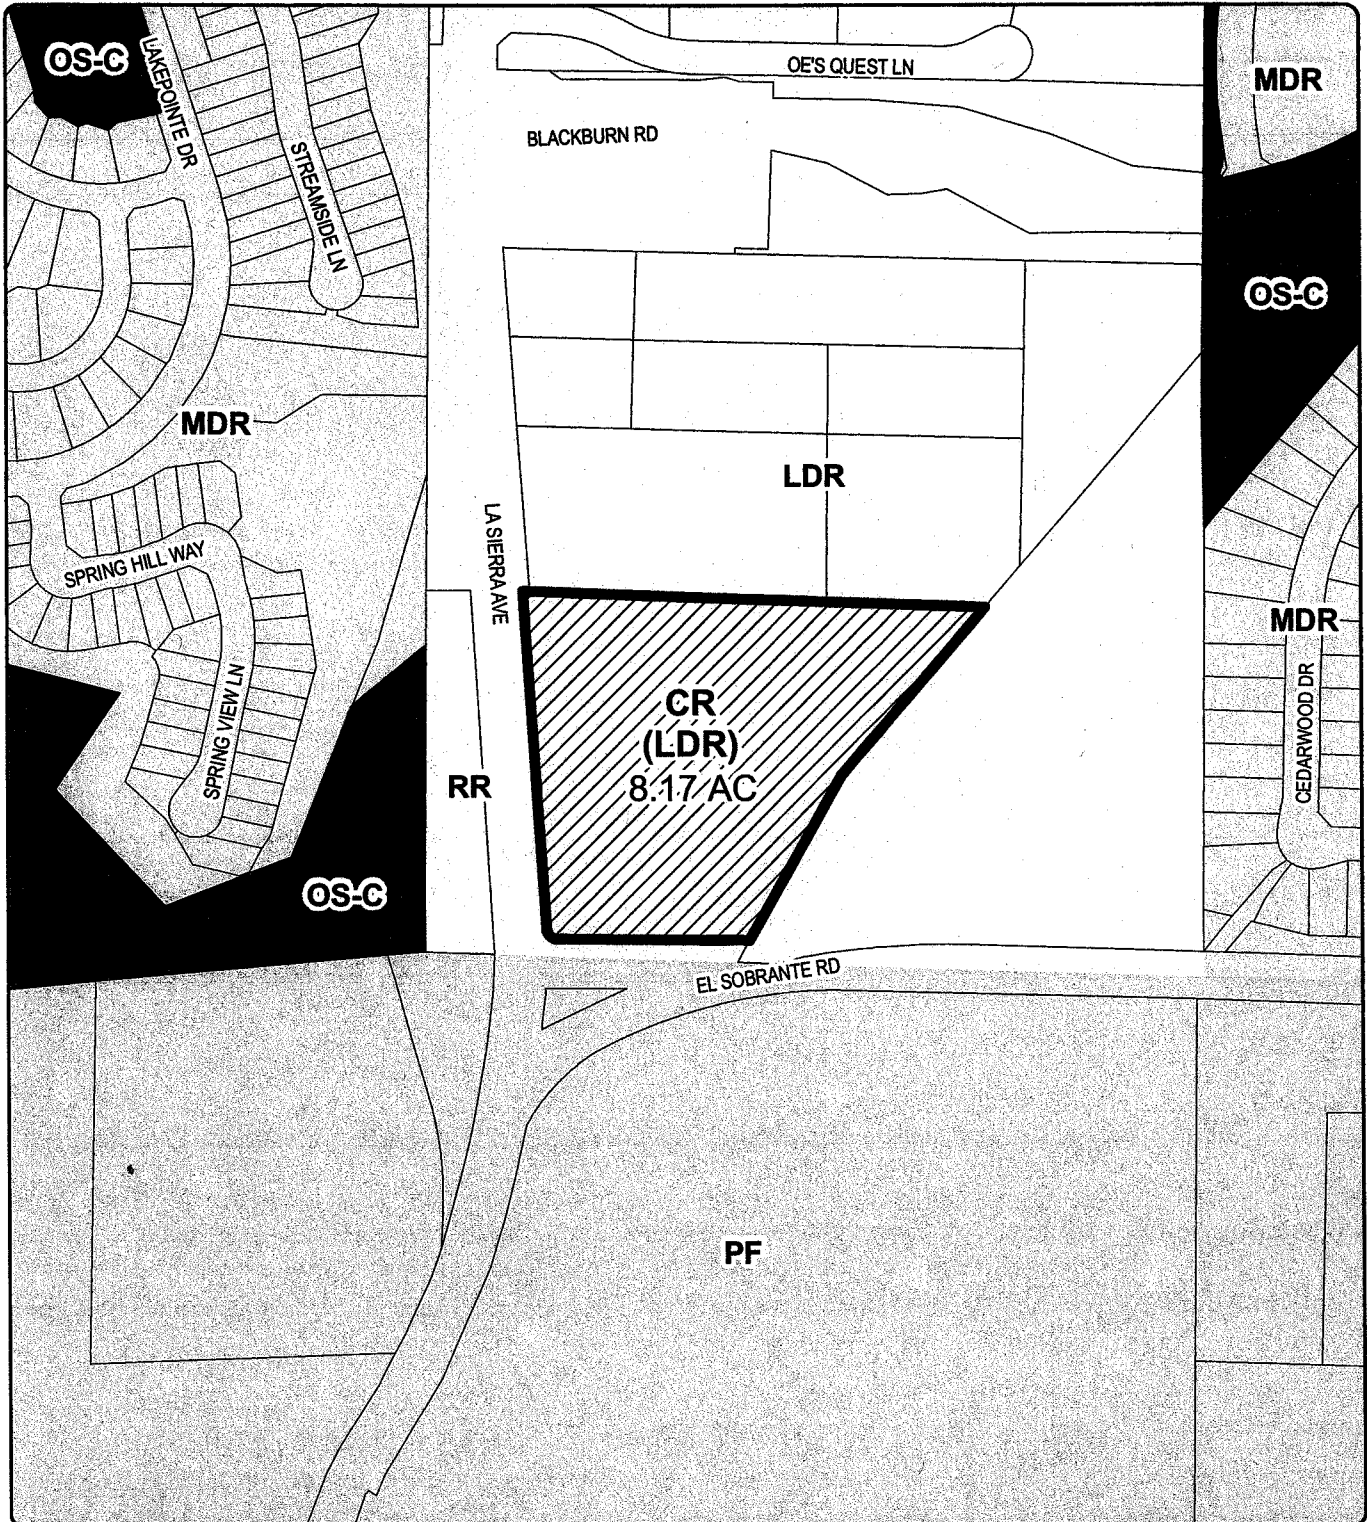 OS-C
LAKEPOINTE DR
OE'S QUEST LN
MDR
BLACKBURN RD
STREAMSIDE LN
OS-C
MDR
LDR
LA SIERRA AVE
SPRING HILL WAY
MDR
SPRING VIEW LN
CEDARWOOD DR
CR
(LDR)
8.17 AC
RR
OS-C
EL SOBRANTE RD
PF